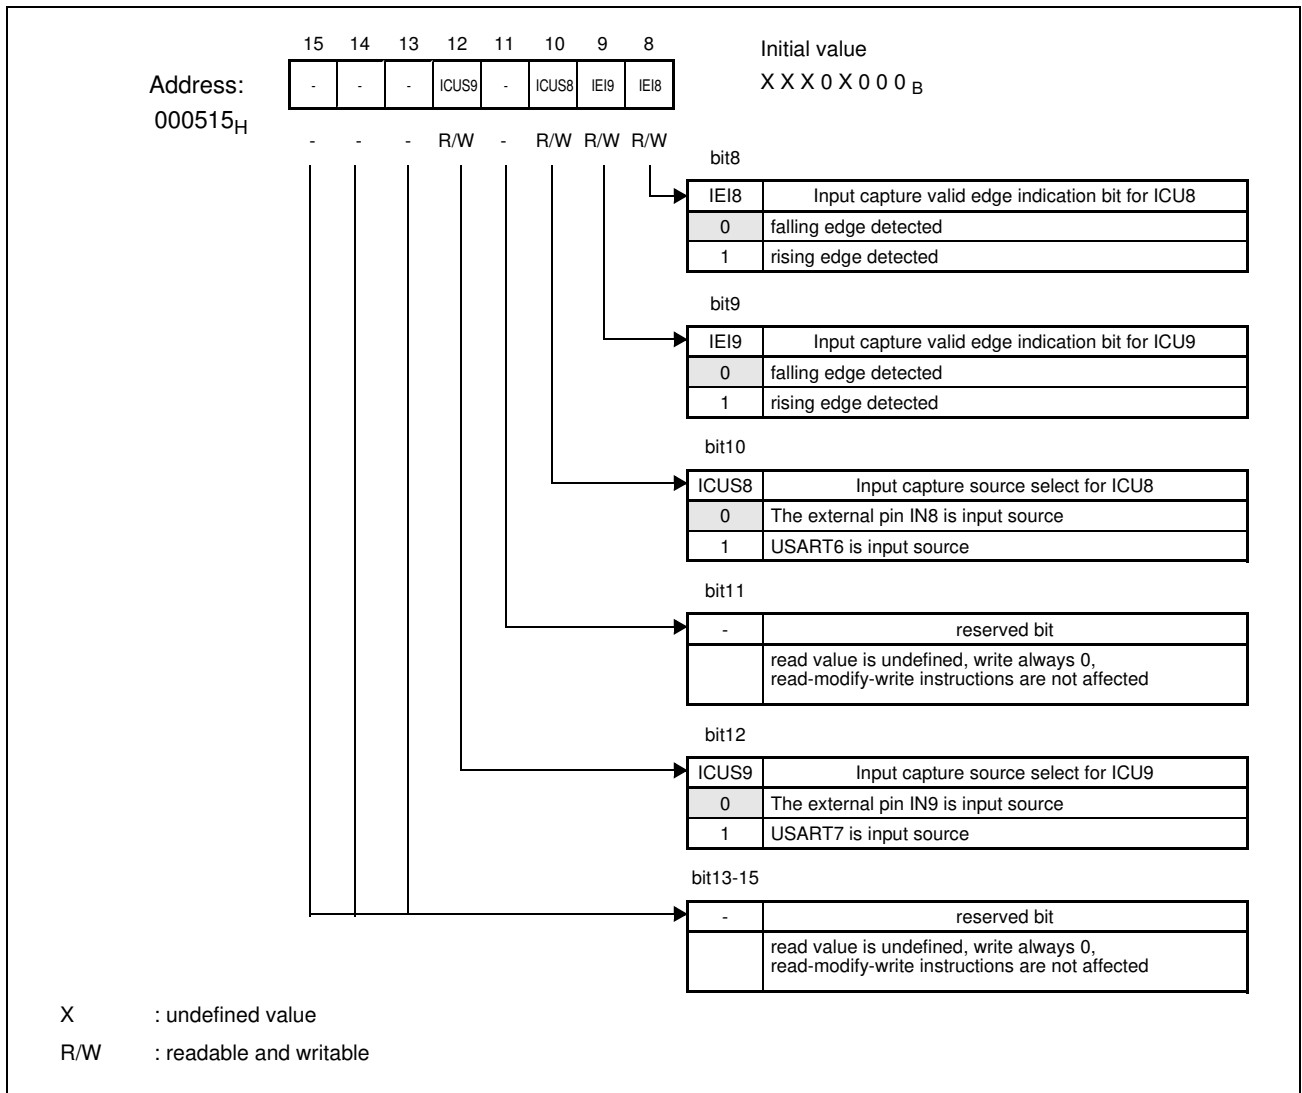 15 14 13 12 11 10 9 8
Initial value
Address:
- - - ICUS9 - ICUS8 IEI9 IEI8
X X X 0 X 0 0 0 B
000515H
- - - R/W - R/W R/W R/W
bit8
IEI8 Input capture valid edge indication bit for ICU8
0 falling edge detected
1 rising edge detected
bit9
IEI9 Input capture valid edge indication bit for ICU9
0 falling edge detected
1 rising edge detected
bit10
ICUS8 Input capture source select for ICU8
0 The external pin IN8 is input source
1 USART6 is input source
bit11
- reserved bit
read value is undefined, write always 0,
read-modify-write instructions are not affected
bit12
ICUS9 Input capture source select for ICU9
0 The external pin IN9 is input source
1 USART7 is input source
bit13-15
- reserved bit
read value is undefined, write always 0,
read-modify-write instructions are not affected
X : undefined value
R/W : readable and writable